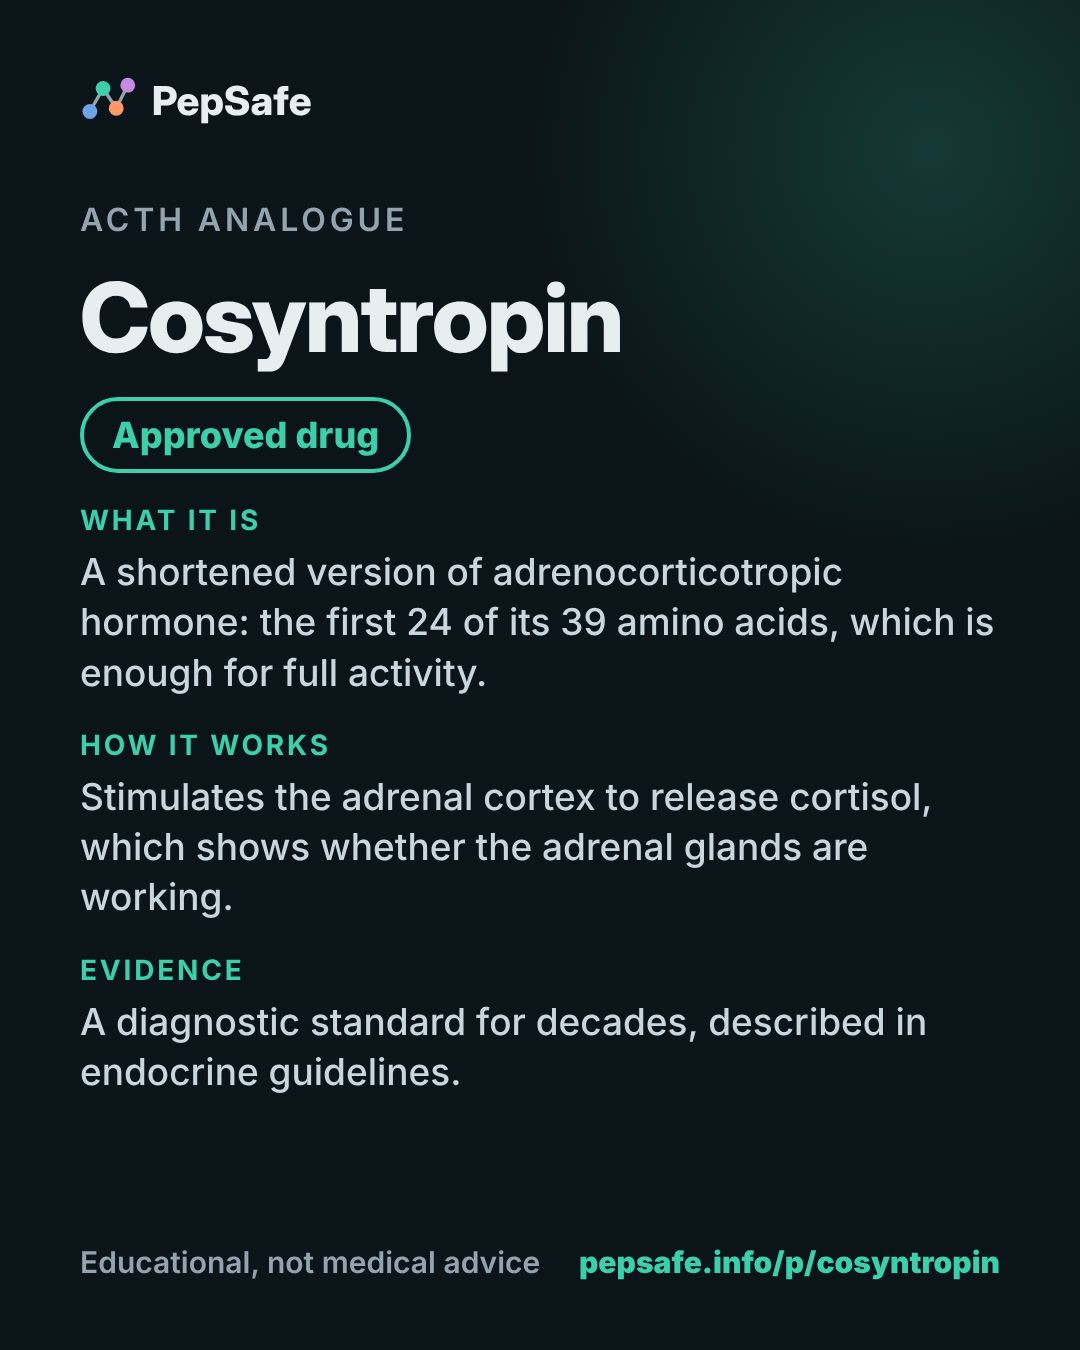 PepSafe
ACTH ANALOGUE
Cosyntropin
Approved drug
WHAT IT IS
A shortened version of adrenocorticotropic
hormone: the first 24 of its 39 amino acids, which is
enough for full activity.
HOW IT WORKS
Stimulates the adrenal cortex to release cortisol,
which shows whether the adrenal glands are
working.
EVIDENCE
A diagnostic standard for decades, described in
endocrine guidelines.
Educational, not medical advice pepsafe.info/p/cosyntropin